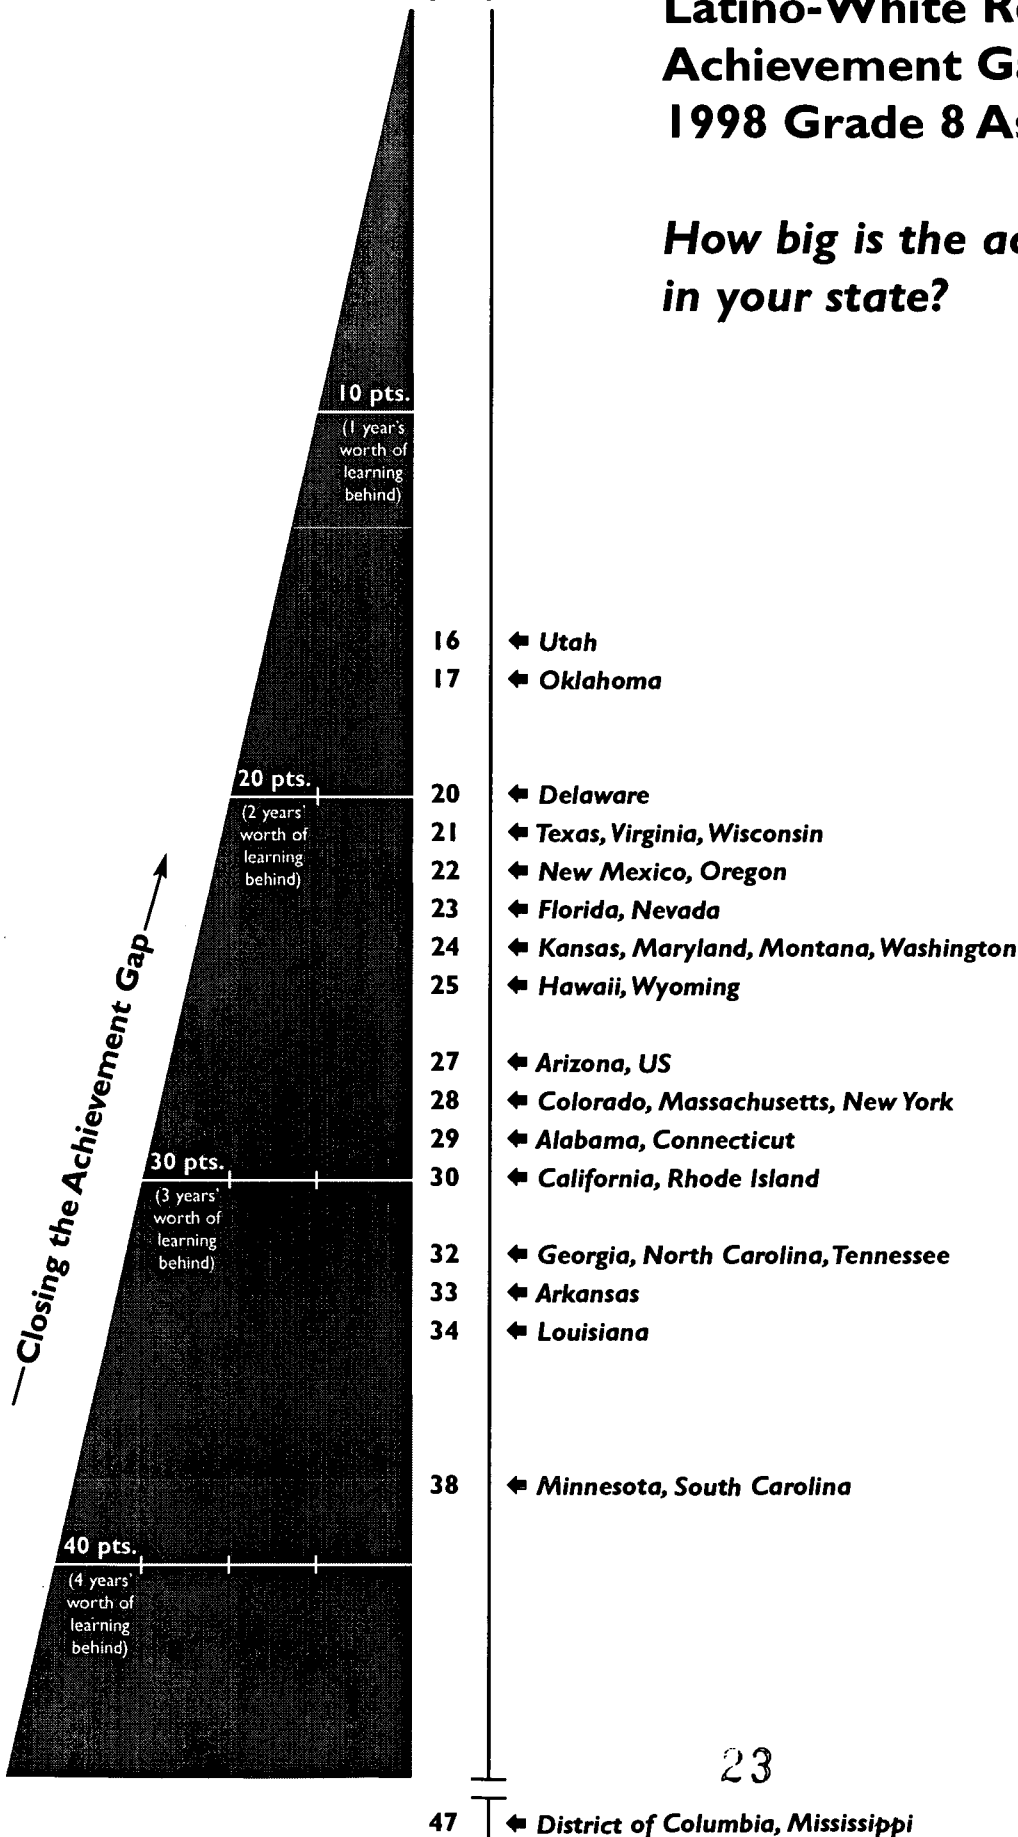 Latino-White
Achievement
1998 Grade 8
How big is the
in your state?
10 pts.
(1 year's
worth of
learning
behind)
16 Utah
17 Oklahoma
20 pts.
(2 years'
worth of
learning
behind)
20 Delaware
21 Texas, Virginia, Wisconsin
22 New Mexico, Oregon
23 Florida, Nevada
24 Kansas, Maryland, Montana, Washington
25 Hawaii, Wyoming
27 Arizona, US
28 Colorado, Massachusetts, New York
29 Alabama, Connecticut
30 pts.
(3 years'
worth of
learning
behind)
30 California, Rhode Island
32 Georgia, North Carolina, Tennessee
33 Arkansas
34 Louisiana
Closing the Achievement Gap
38 Minnesota, South Carolina
40 pts.
(4 years'
worth of
learning
behind)
23
47 District of Columbia, Mississippi